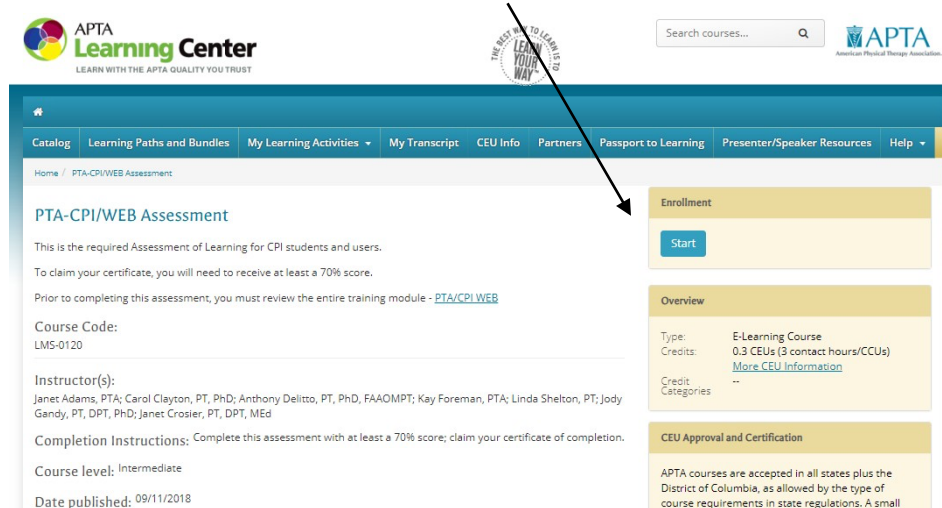 APTA
Learning Center
LEARN WITH THE APTA QUALITY YOU TRUST
THE BEST WAY TO LEARN IS TO
LEARN
YOUR
WAY
Search courses...
APTA
American Physical Therapy Association.
Catalog Learning Paths and Bundles My Learning Activities My Transcript CEU Info Partners Passport to Learning Presenter/Speaker Resources Help
Home / PTA-CPI/WEB Assessment
PTA-CPI/WEB Assessment
This is the required Assessment of Learning for CPI students and users.
To claim your certificate, you will need to receive at least a 70% score.
Prior to completing this assessment, you must review the entire training module - PTA/CPI WEB
Course Code:
LMS-0120
Instructor(s):
Janet Adams, PTA; Carol Clayton, PT, PhD; Anthony Delitto, PT, PhD, FAAOMPT; Kay Foreman, PTA; Linda Shelton, PT; Jody
Gandy, PT, DPT, PhD; Janet Crosier, PT, DPT, MEd
Completion Instructions: Complete this assessment with at least a 70% score; claim your certificate of completion.
Course level: Intermediate
Date published: 09/11/2018
Enrollment
Start
Overview
Type: E-Learning Course
Credits: 0.3 CEUs (3 contact hours/CCUs)
More CEU Information
Credit
Categories --
CEU Approval and Certification
APTA courses are accepted in all states plus the
District of Columbia, as allowed by the type of
course requirements in state regulations. A small